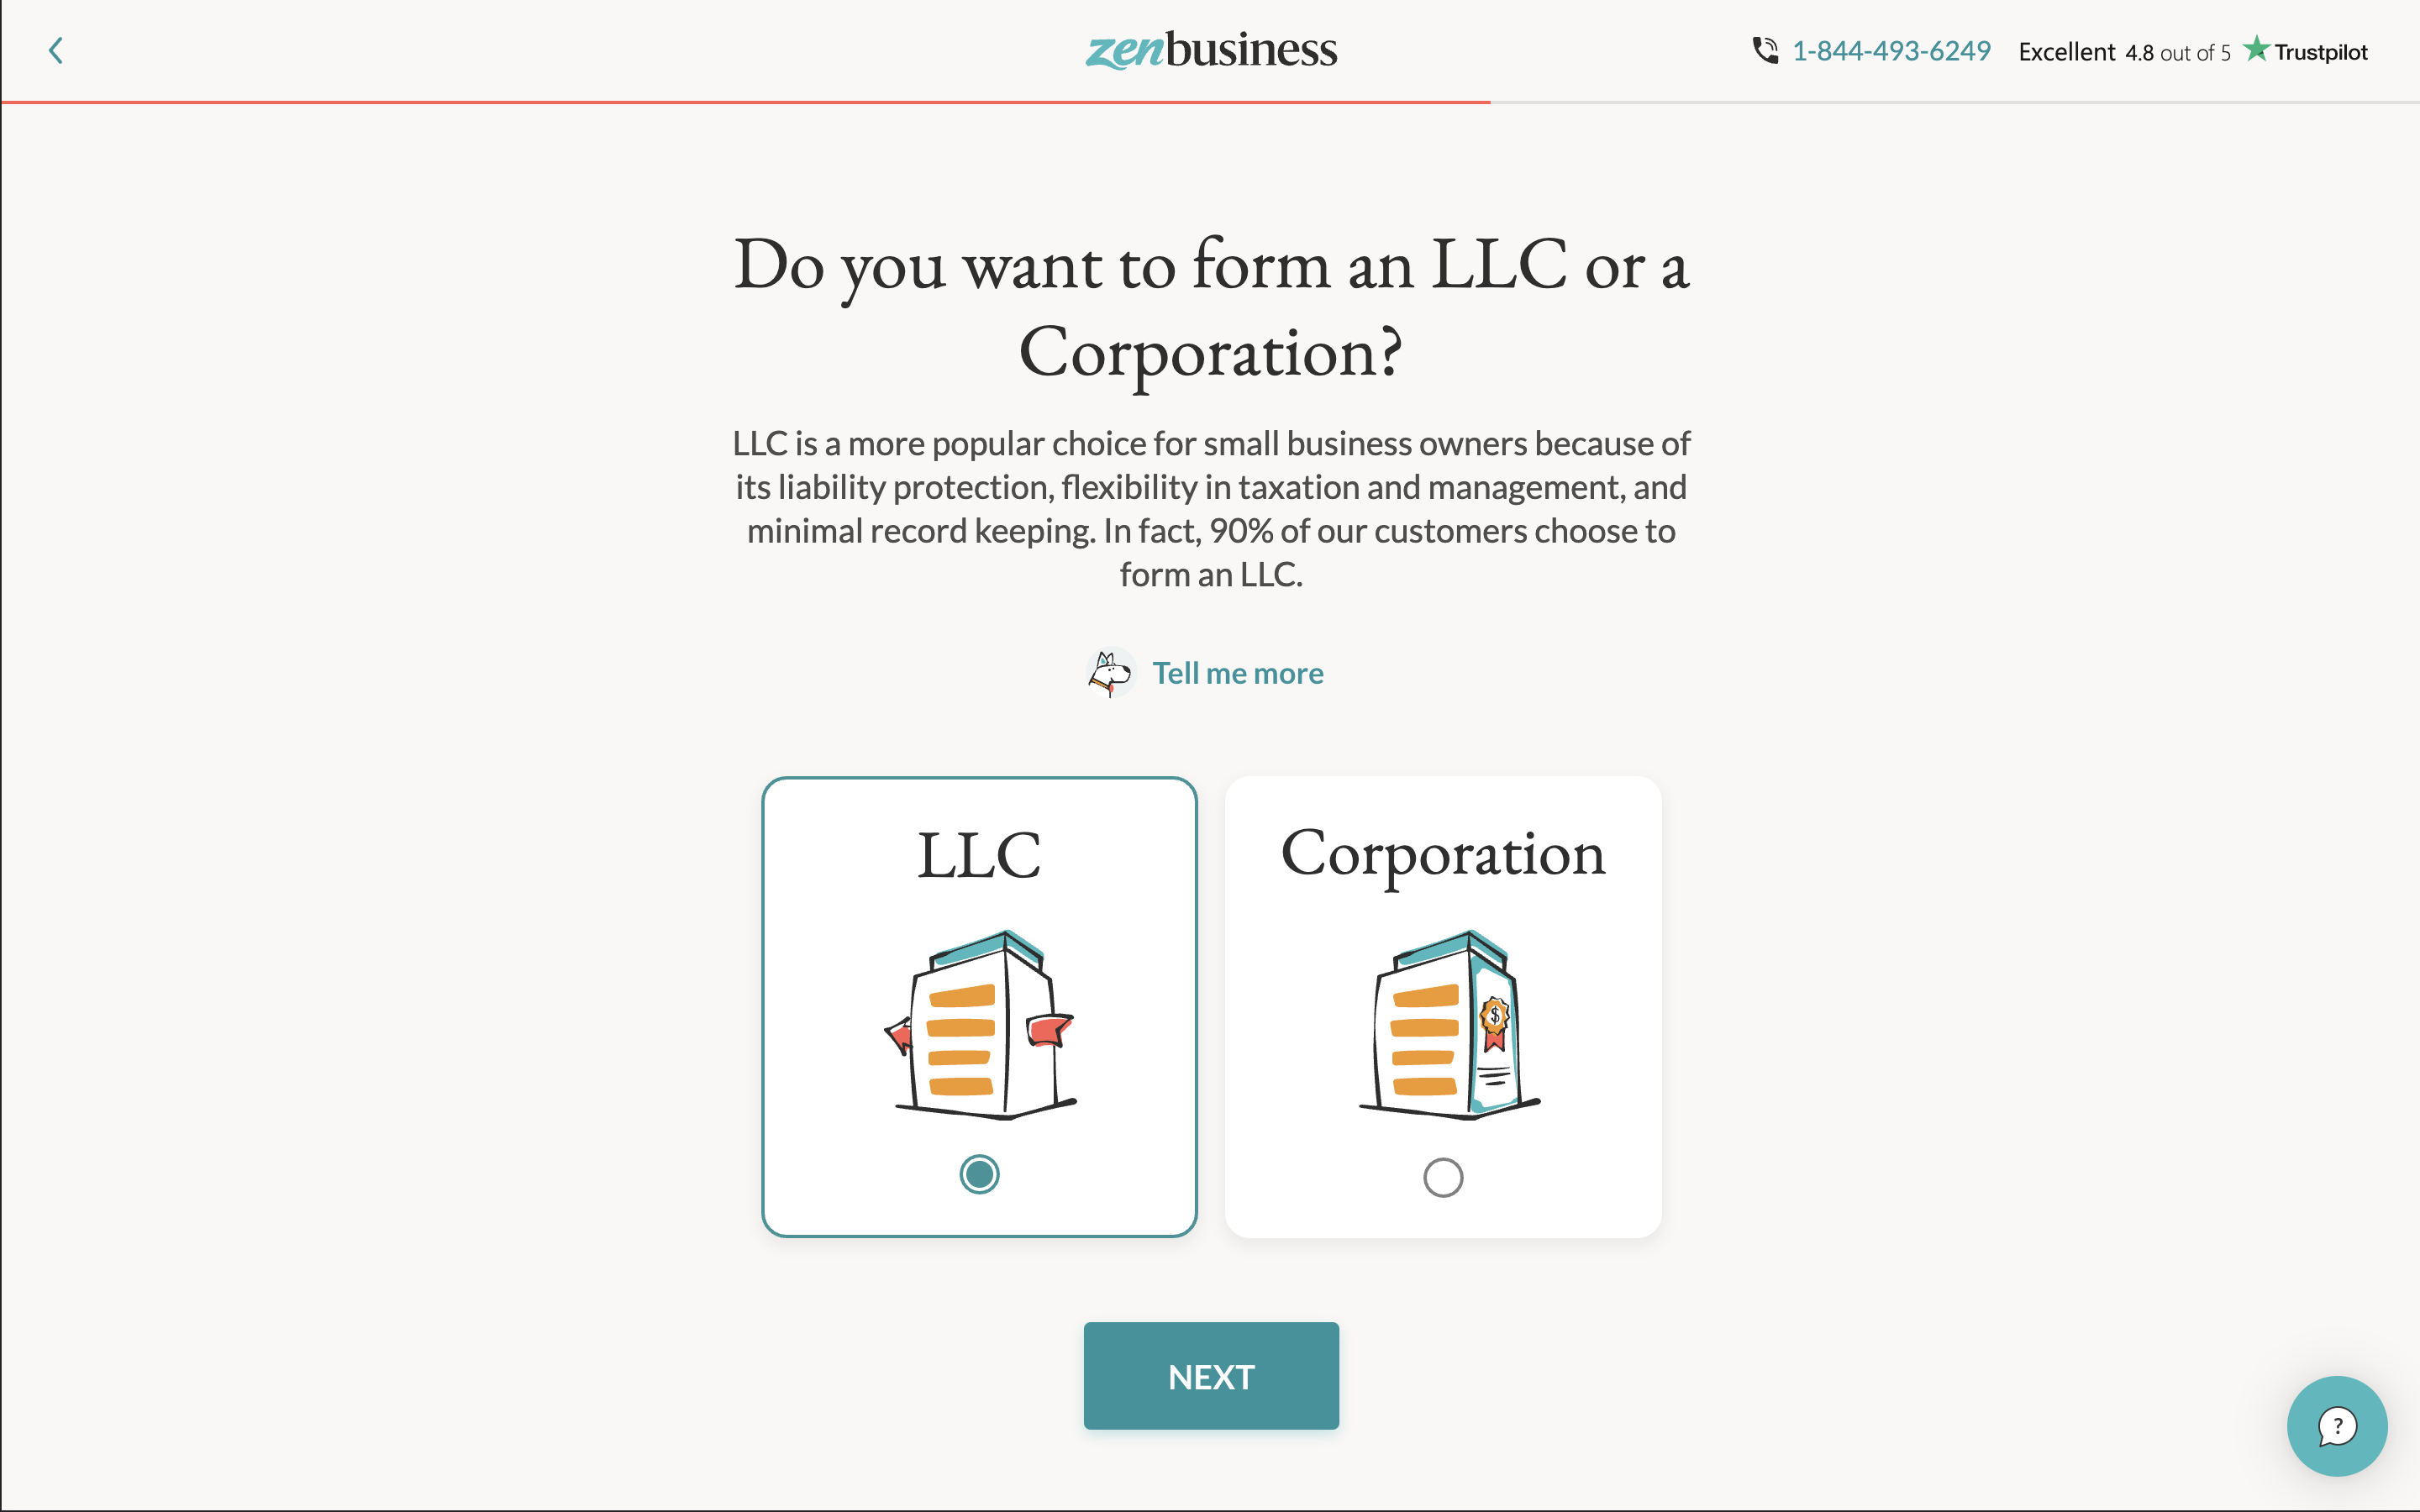 zenbusiness
1-844-493-6249
Excellent 4.8 out of 5 Trustpilot
Do you want to form an LLC or a
Corporation?
LLC is a more popular choice for small business owners because of
its liability protection, flexibility in taxation and management, and
minimal record keeping. In fact, 90% of our customers choose to
form an LLC.
Tell me more
LLC
Corporation
$
NEXT
?